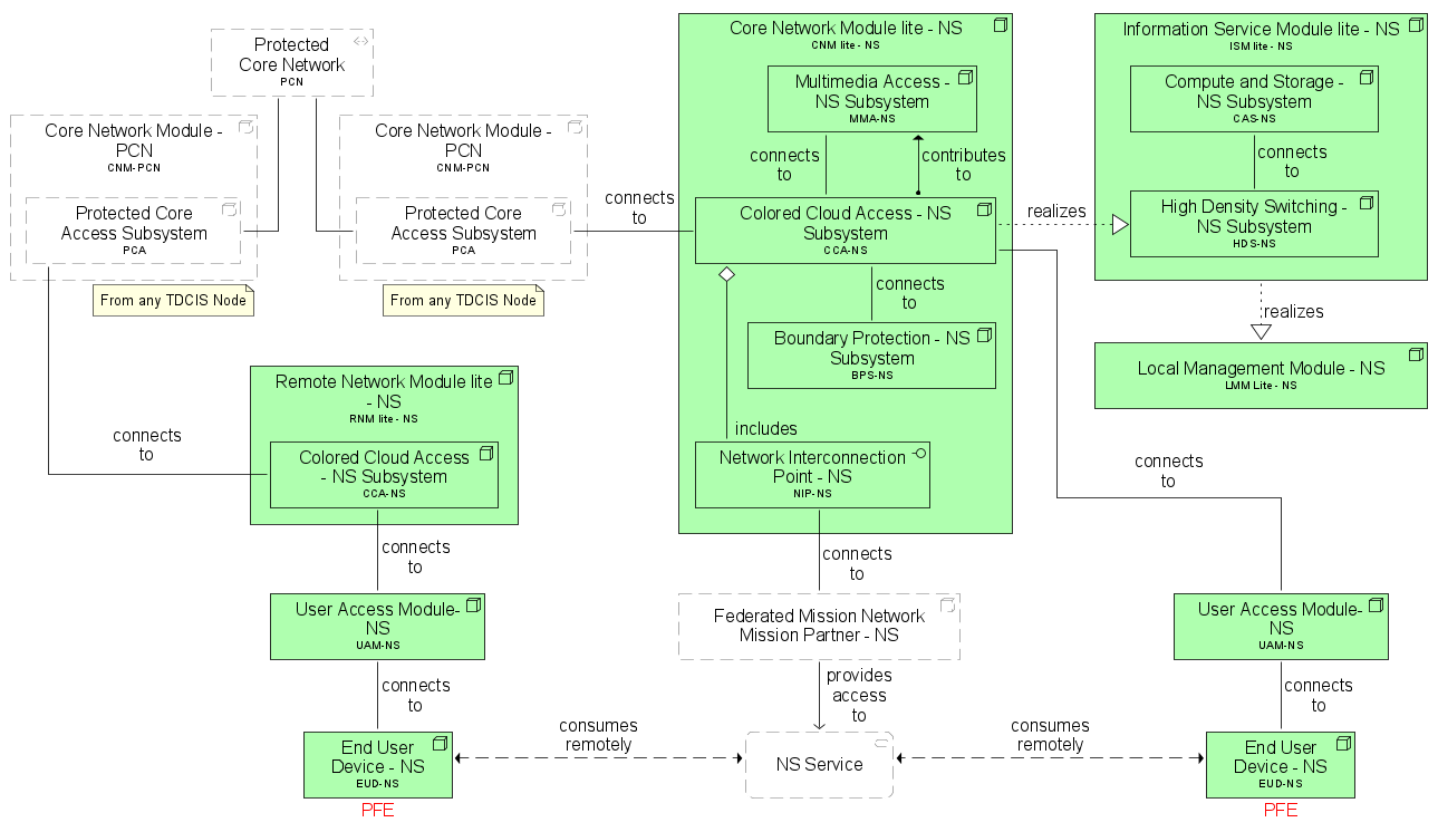 Protected
Core Network
PCN
Core Network Module -
PCN
CNM-PCN
Protected Core
Access Subsystem
PCA
From any TDCIS Node
Core Network Module -
PCN
CNM-PCN
Protected Core
Access Subsystem
PCA
From any TDCIS Node
connects
to
Core Network Module lite - NS
CNM lite - NS
Multimedia Access -
NS Subsystem
MMA-NS
connects
to
contributes
to
Colored Cloud Access - NS
Subsystem
CCA-NS
connects
to
Boundary Protection - NS
Subsystem
BPS-NS
includes
Network Interconnection
Point - NS
NIP-NS
realizes
Information Service Module lite - NS
ISM lite - NS
Compute and Storage -
NS Subsystem
CAS-NS
connects
to
High Density Switching -
NS Subsystem
HDS-NS
realizes
Local Management Module - NS
LMM Lite - NS
Remote Network Module lite
- NS
RNM lite - NS
connects
to
Colored Cloud Access
- NS Subsystem
CCA-NS
connects
to
User Access Module-
NS
UAM-NS
connects
to
End User
Device - NS
EUD-NS
PFE
connects
to
Federated Mission Network
Mission Partner - NS
provides
access
to
consumes
remotely
NS Service
consumes
remotely
connects
to
User Access Module-
NS
UAM-NS
connects
to
End User
Device - NS
EUD-NS
PFE